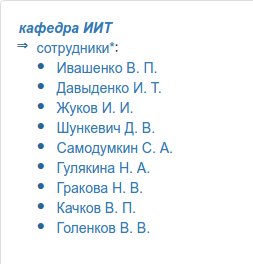 кафедра ИИТ
⇒ сотрудники*:
• Ивашенко В. П.
• Давыденко И. Т.
• Жуков И. И.
• Шункевич Д. В.
• Самодумкин С. А.
• Гулякина Н. А.
• Гракова Н. В.
• Качков В. П.
• Голенков В. В.